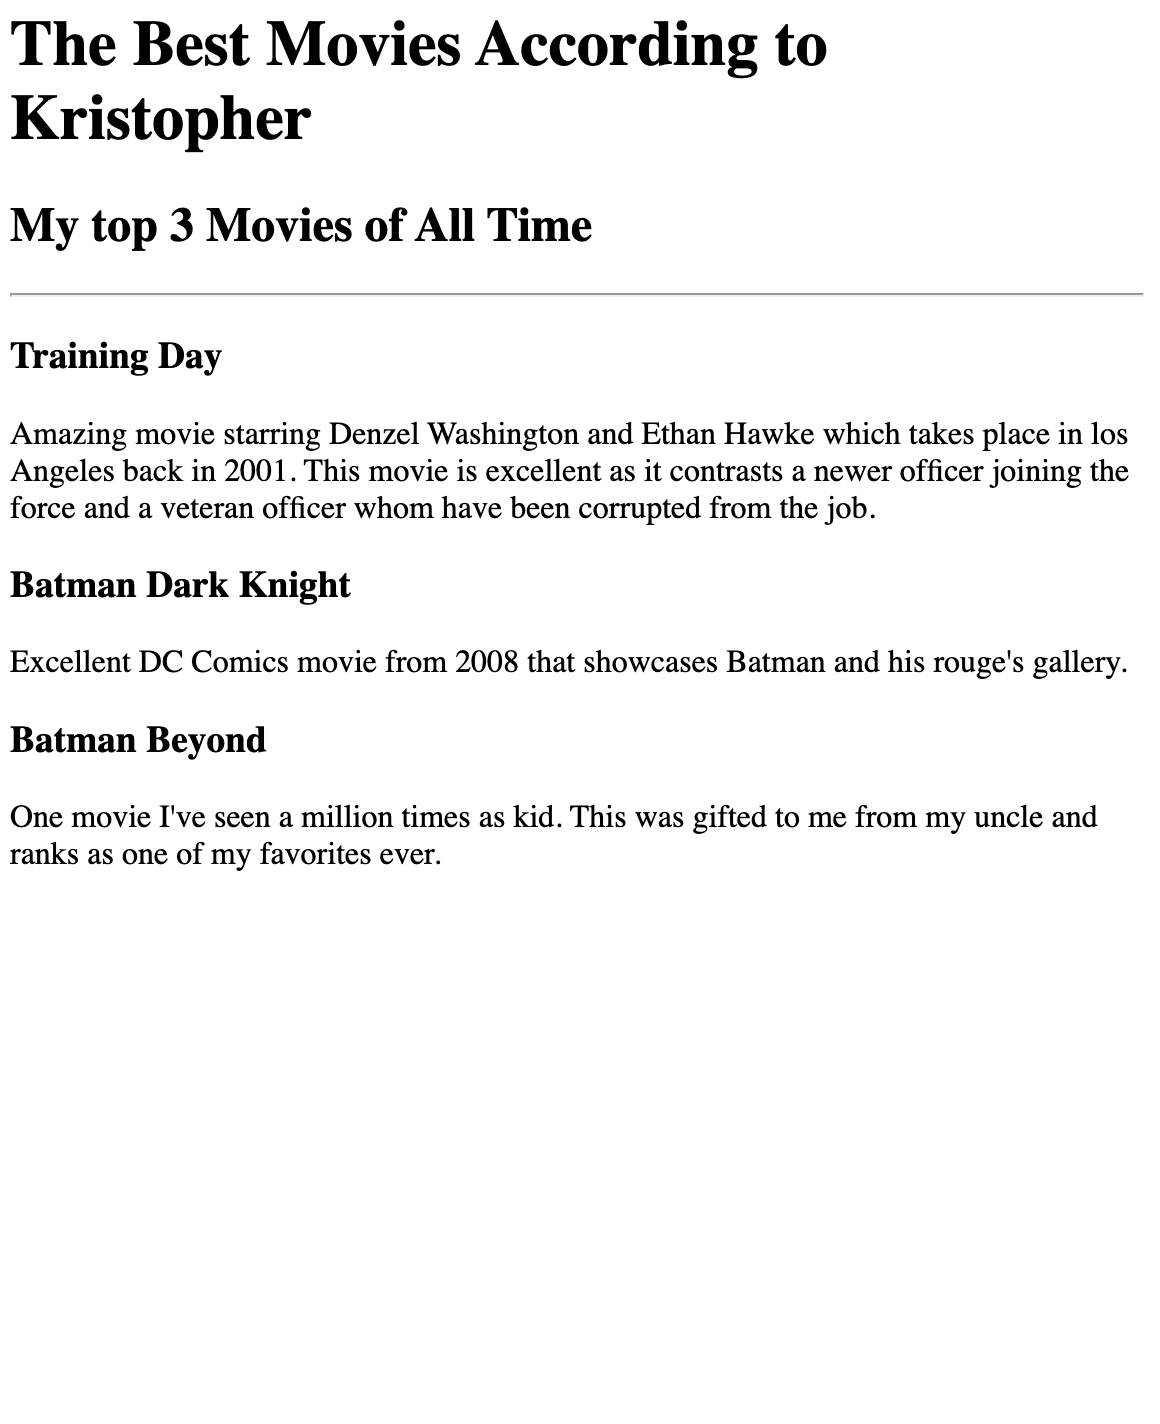 The Best Movies According to
Kristopher
My top 3 Movies of All Time
Training Day
Amazing movie starring Denzel Washington and Ethan Hawke which takes place in los
Angeles back in 2001. This movie is excellent as it contrasts a newer officer joining the
force and a veteran officer whom have been corrupted from the job.
Batman Dark Knight
Excellent DC Comics movie from 2008 that showcases Batman and his rouge's gallery.
Batman Beyond
One movie I've seen a million times as kid. This was gifted to me from my uncle and
ranks as one of my favorites ever.